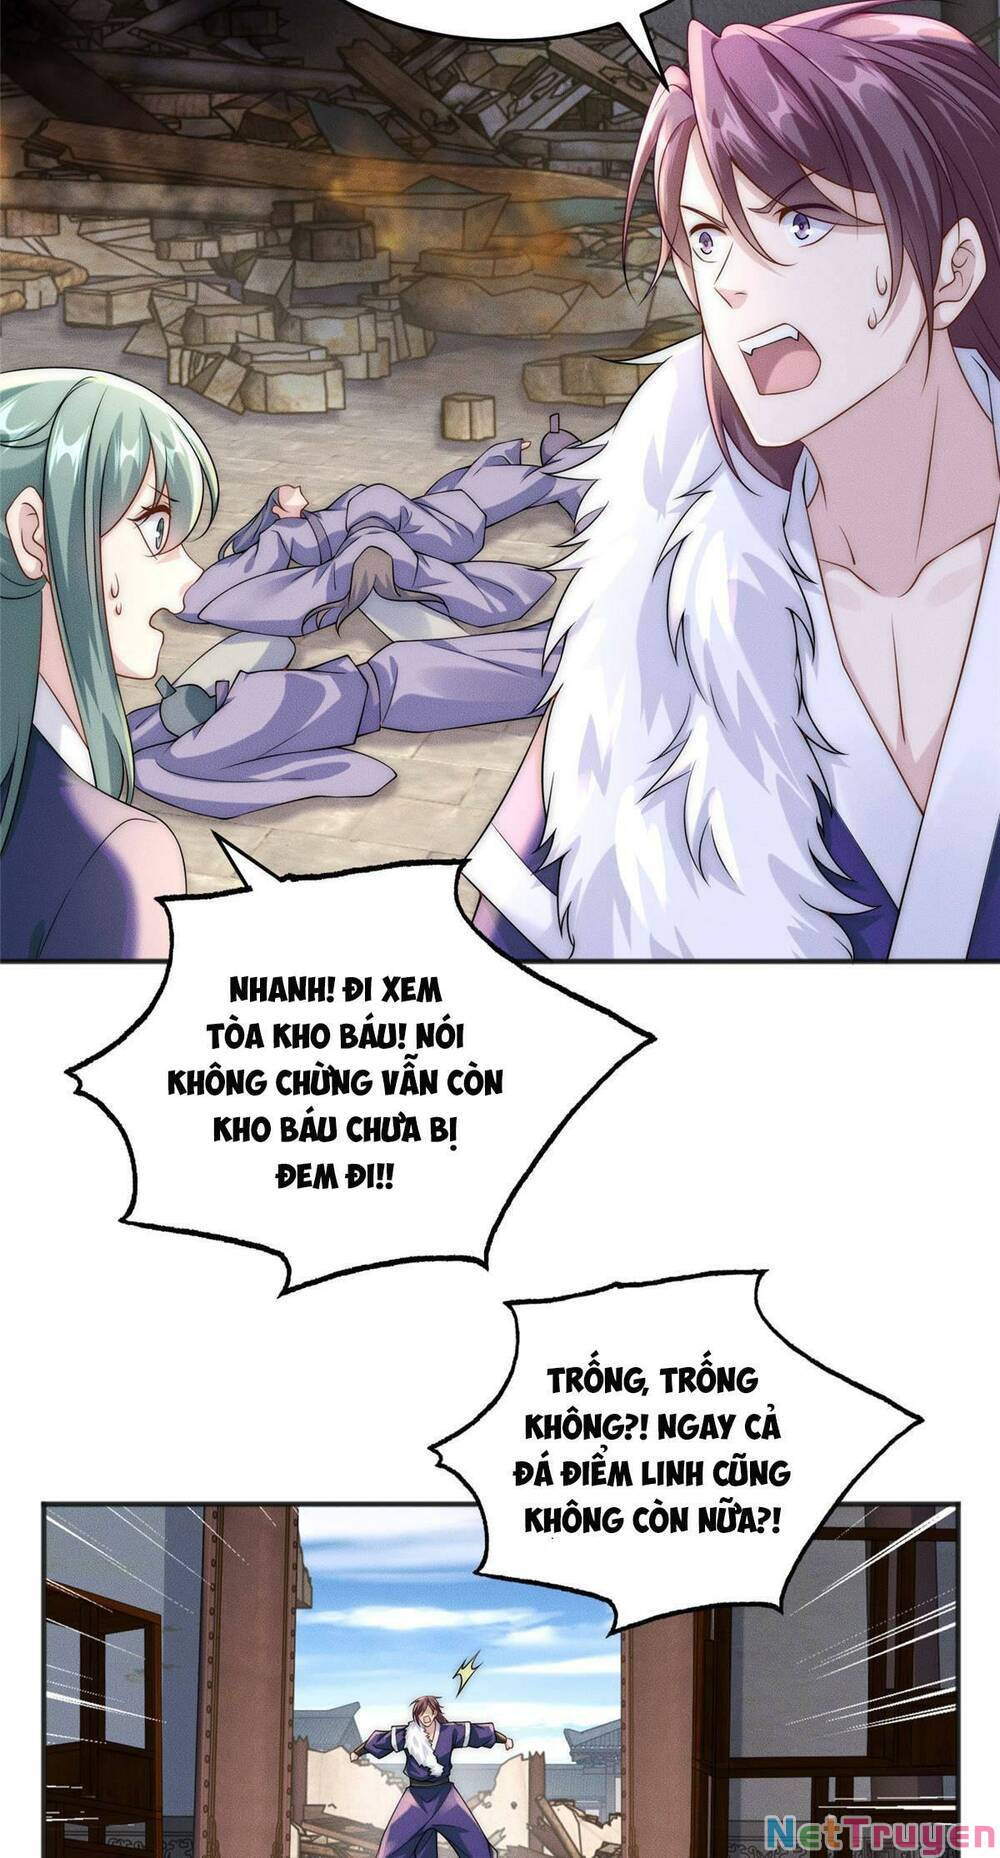 NHANH! ĐI XEM
TÒA KHO BÁU! NÓI
KHÔNG CHỪNG VẪN CÒN
KHO BÁU CHƯA BỊ
ĐEM ĐI!!
TRỐNG, TRỐNG
KHÔNG?! NGAY CẢ
ĐÁ ĐIỂM LINH CŨNG
KHÔNG CÒN NỮA?!
NetTruyen